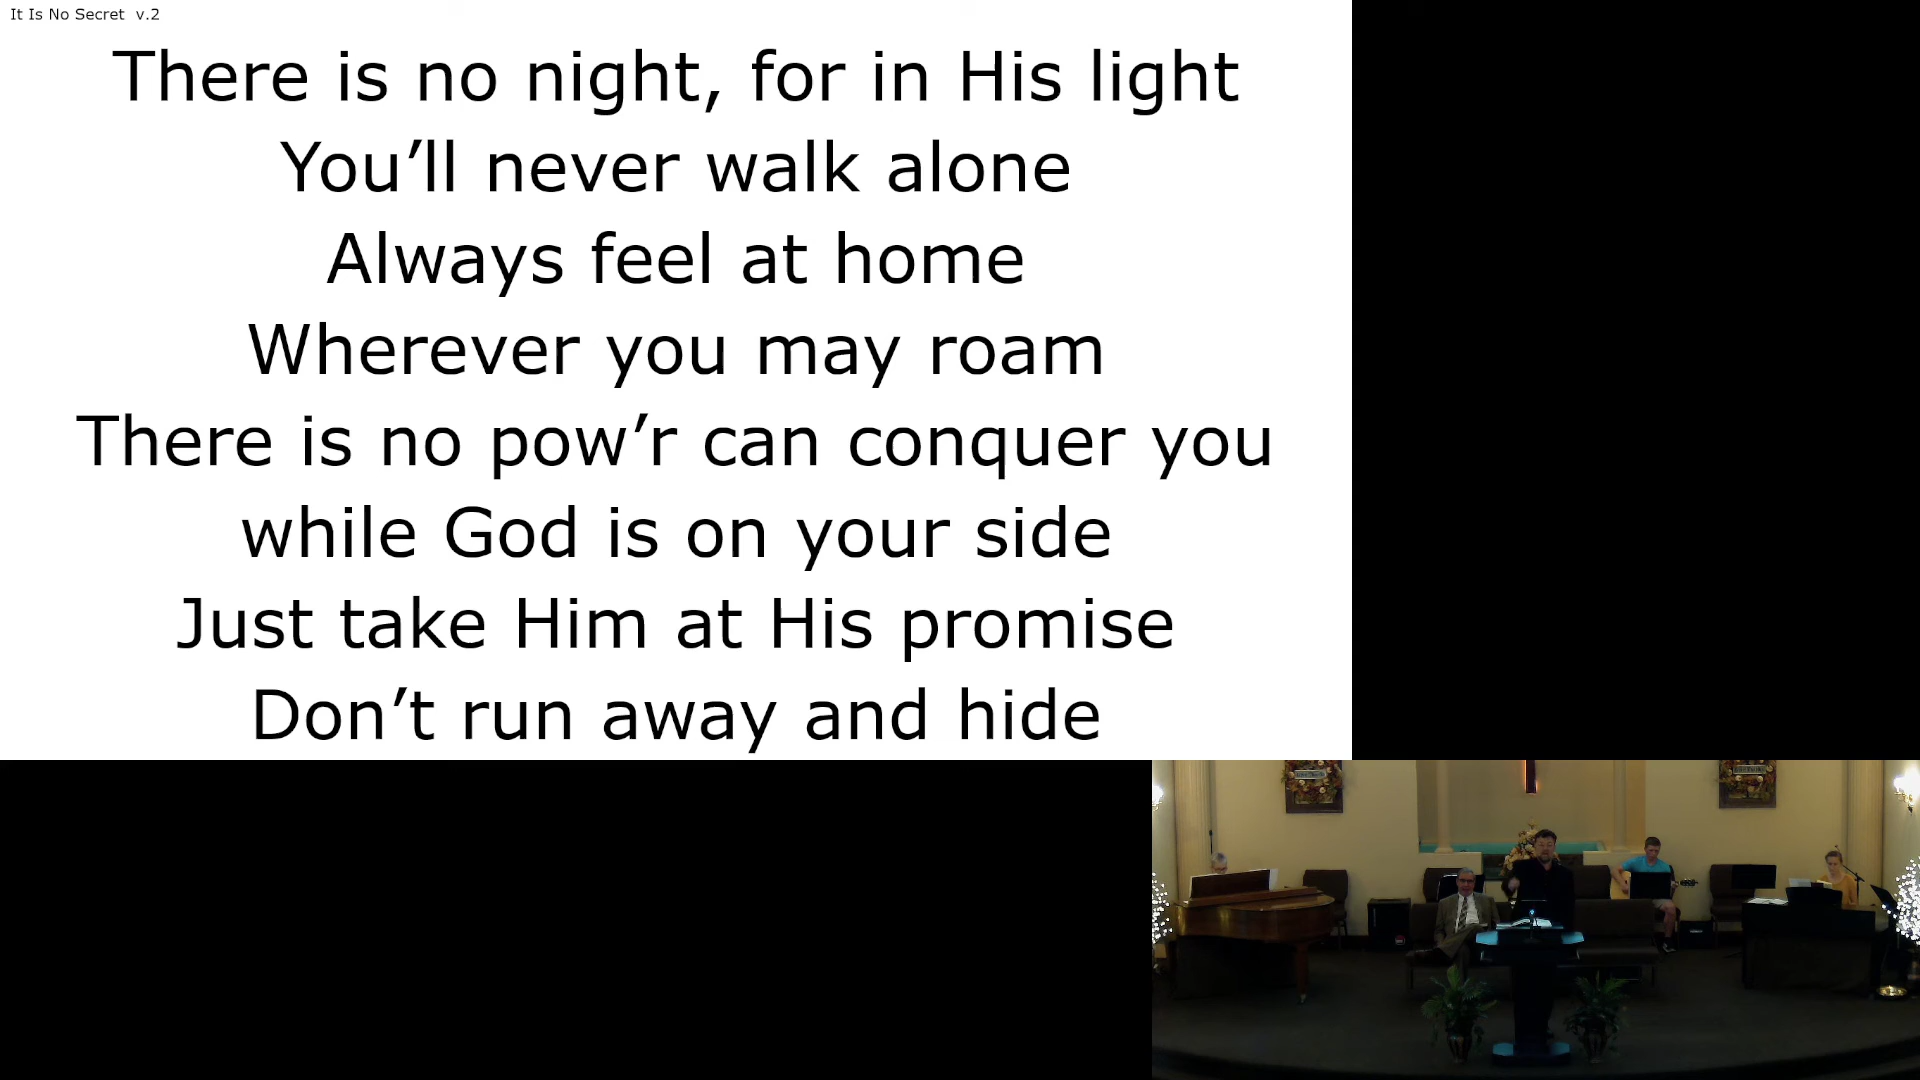 It Is No Secret v.2
There is no night, for in His light
You’ll never walk alone
Always feel at home
Wherever you may roam
There is no pow’r can conquer you
while God is on your side
Just take Him at His promise
Don’t run away and hide